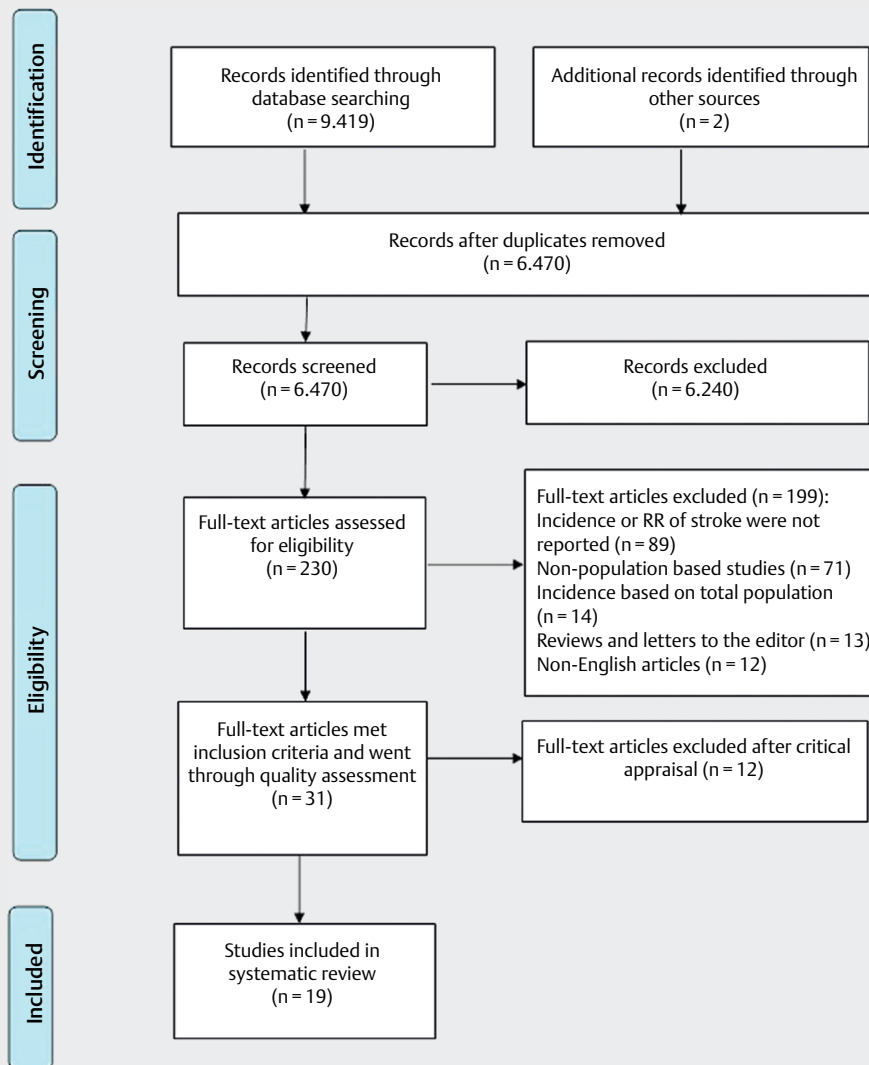 Identification
Records identified through
database searching
(n = 9.419)
Additional records identified through
other sources
(n = 2)
Records after duplicates removed
(n = 6.470)
Screening
Records screened
(n = 6.470)
Records excluded
(n = 6.240)
Eligibility
Full-text articles assessed
for eligibility
(n = 230)
Full-text articles excluded (n = 199):
Incidence or RR of stroke were not
reported (n = 89)
Non-population based studies (n = 71)
Incidence based on total population
(n = 14)
Reviews and letters to the editor (n = 13)
Non-English articles (n = 12)
Full-text articles met
inclusion criteria and went
through quality assessment
(n = 31)
Full-text articles excluded after critical
appraisal (n = 12)
Included
Studies included in
systematic review
(n = 19)